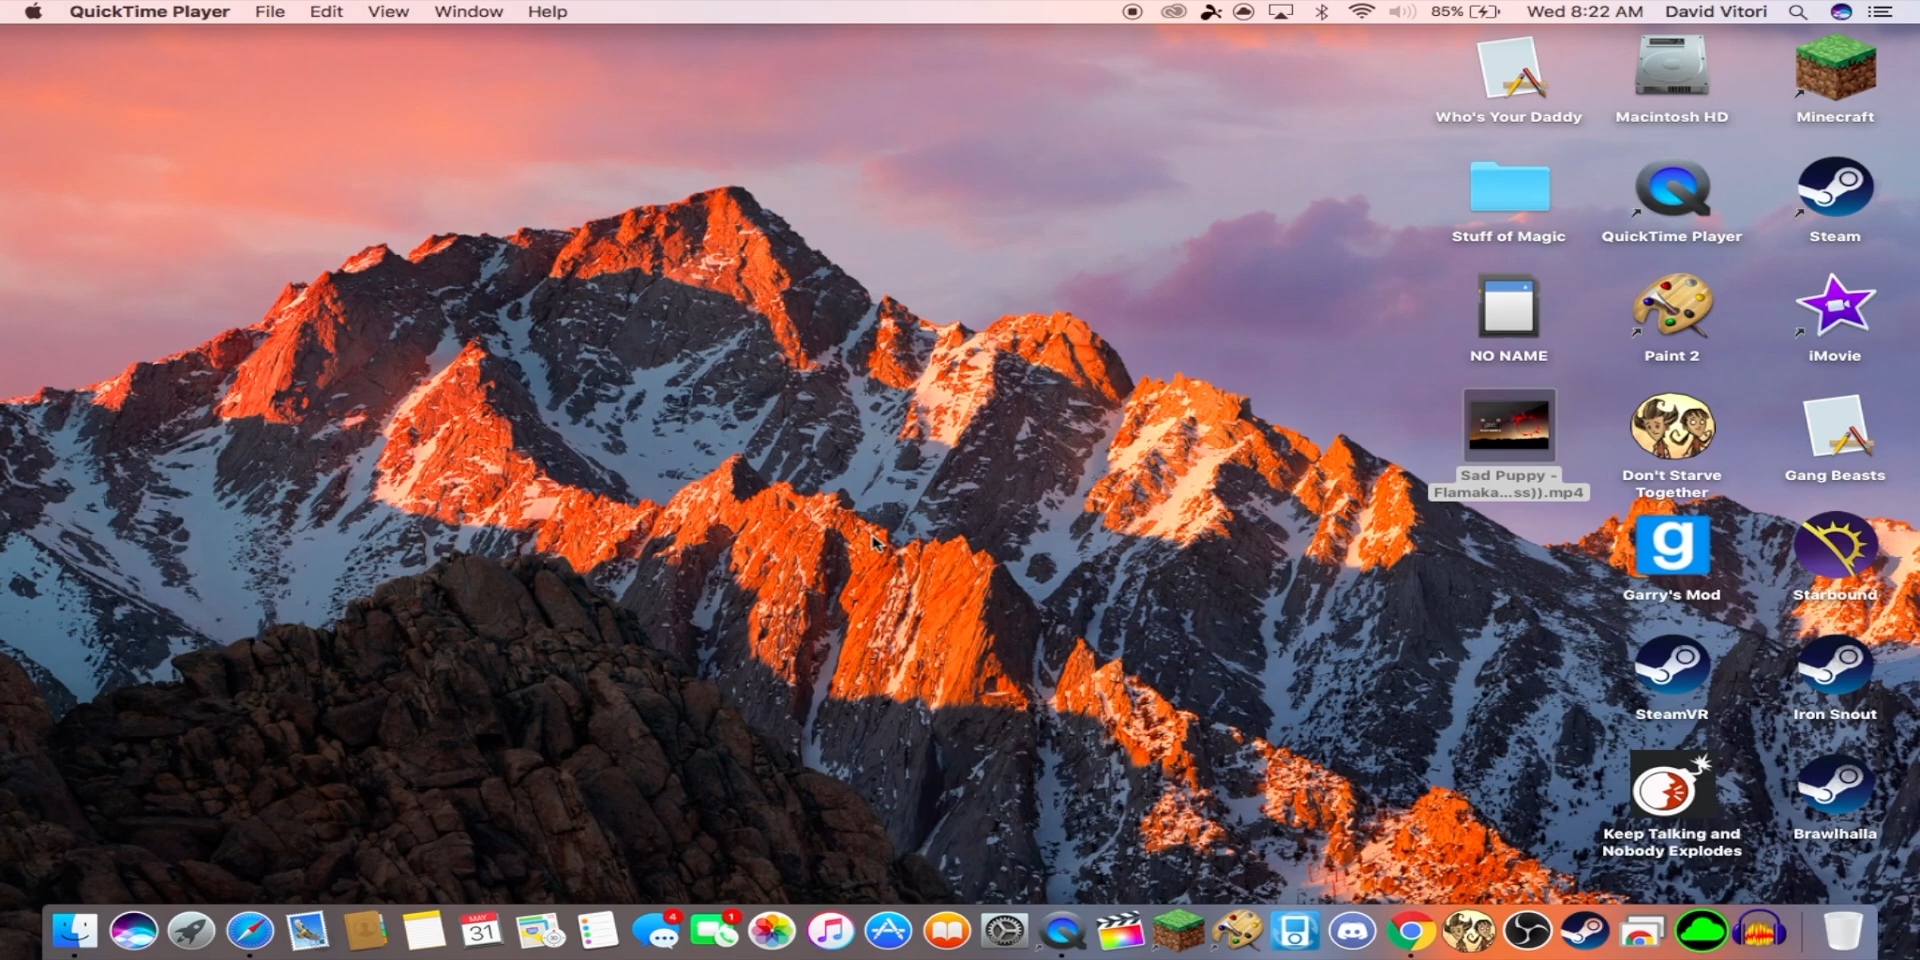 QuickTime Player File Edit View Window Help 85% Wed 8:22 AM David Vitori
Who's Your Daddy Macintosh HD Minecraft
Stuff of Magic QuickTime Player Steam
NO NAME Paint 2 iMovie
Sad Puppy -
Flamaka...ss)).mp4
Don't Starve
Together
Gang Beasts
g
Garry's Mod Starbound
SteamVR Iron Snout
Keep Talking and
Nobody Explodes
Brawlhalla
MAY
31
4
1